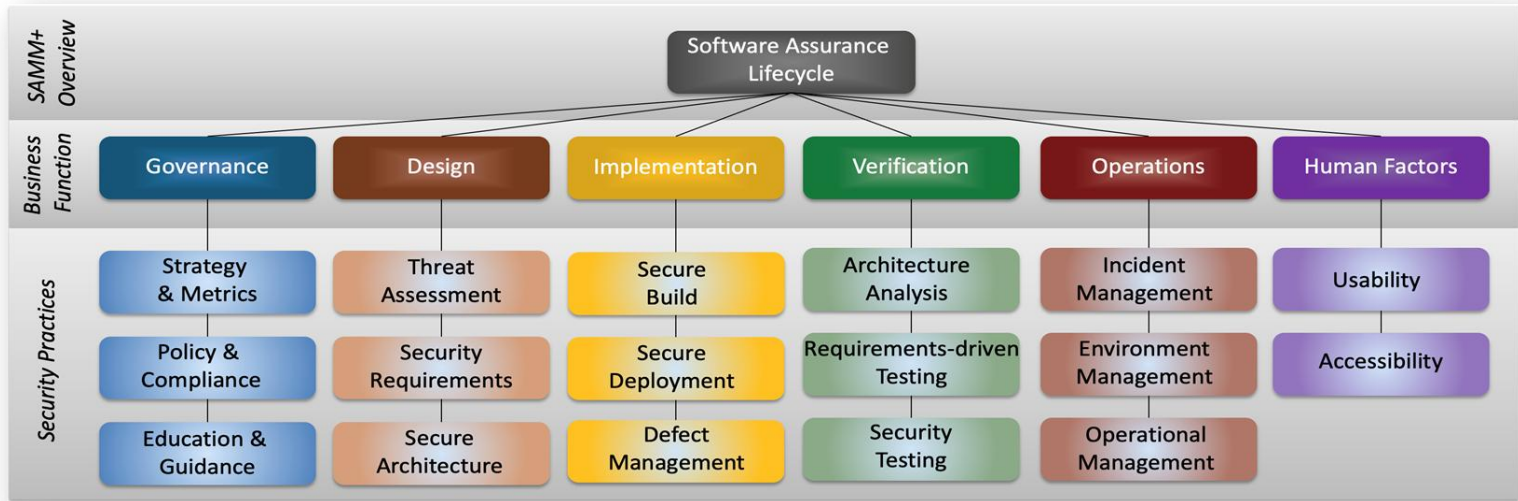 SAMM+
Overview
Software Assurance
Lifecycle
Business
Function
Governance
Design
Implementation
Verification
Operations
Human Factors
Security Practices
Strategy
& Metrics
Threat
Assessment
Secure
Build
Architecture
Analysis
Incident
Management
Usability
Policy &
Compliance
Security
Requirements
Secure
Deployment
Requirements-driven
Testing
Environment
Management
Accessibility
Education &
Guidance
Secure
Architecture
Defect
Management
Security
Testing
Operational
Management